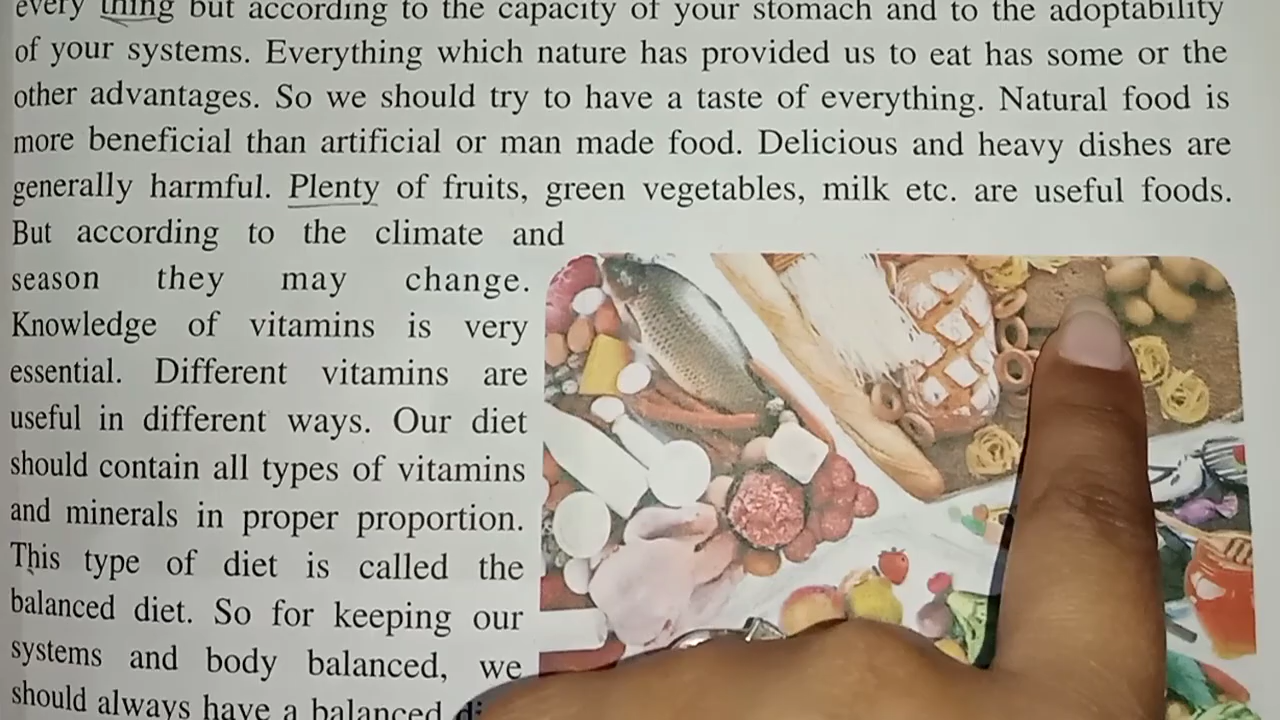 every thing but according to the capacity of your stomach and to the adoptability
of your systems. Everything which nature has provided us to eat has some or the
other advantages. So we should try to have a taste of everything. Natural food is
more beneficial than artificial or man made food. Delicious and heavy dishes are
generally harmful. Plenty of fruits, green vegetables, milk etc. are useful foods.
But according to the climate and
season they may change.
Knowledge of vitamins is very
essential. Different vitamins are
useful in different ways. Our diet
should contain all types of vitamins
and minerals in proper proportion.
This type of diet is called the
balanced diet. So for keeping our
systems and body balanced, we
should always have a balanced